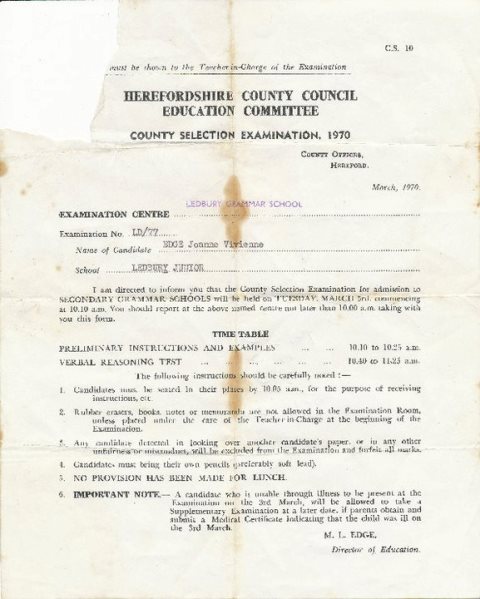 C.S. 10
must be shown to the Teacher-in-Charge of the Examination
HEREFORDSHIRE COUNTY COUNCIL
EDUCATION COMMITTEE
COUNTY SELECTION EXAMINATION, 1970
COUNTY OFFICES,
HEREFORD.
March, 1970.
LEDBURY GRAMMAR SCHOOL
EXAMINATION CENTRE
Examination No. LD/77
Name of Candidate EDGE Joanne Vivienne
School LEDBURY JUNIOR
I am directed to inform you that the County Selection Examination for admission to
SECONDARY GRAMMAR SCHOOLS will be held on TUESDAY, MARCH 3rd, commencing
at 10.10 a.m. You should report at the above named centre not later than 10.00 a.m. taking with
you this form.
TIME TABLE
PRELIMINARY INSTRUCTIONS AND EXAMPLES ... ... 10.10 to 10.25 a.m.
VERBAL REASONING TEST ... ... ... ... ... 10.40 to 11.25 a.m.
The following instructions should be carefully noted :—
1. Candidates must be seated in their places by 10.05 a.m., for the purpose of receiving
instructions, etc.
2. Rubber erasers, books, notes or memoranda are not allowed in the Examination Room,
unless placed under the care of the Teacher-in-Charge at the beginning of the
Examination.
3. Any candidate detected in looking over another candidate's paper, or in any other
unfairness or misconduct, will be excluded from the Examination and forfeit all marks.
4. Candidates must bring their own pencils (preferably soft lead).
5. NO PROVISION HAS BEEN MADE FOR LUNCH.
6. IMPORTANT NOTE.— A candidate who is unable through illness to be present at the
Examination on the 3rd March, will be allowed to take a
Supplementary Examination at a later date, if parents obtain and
submit a Medical Certificate indicating that the child was ill on
the 3rd March.
M. L. EDGE,
Director of Education.